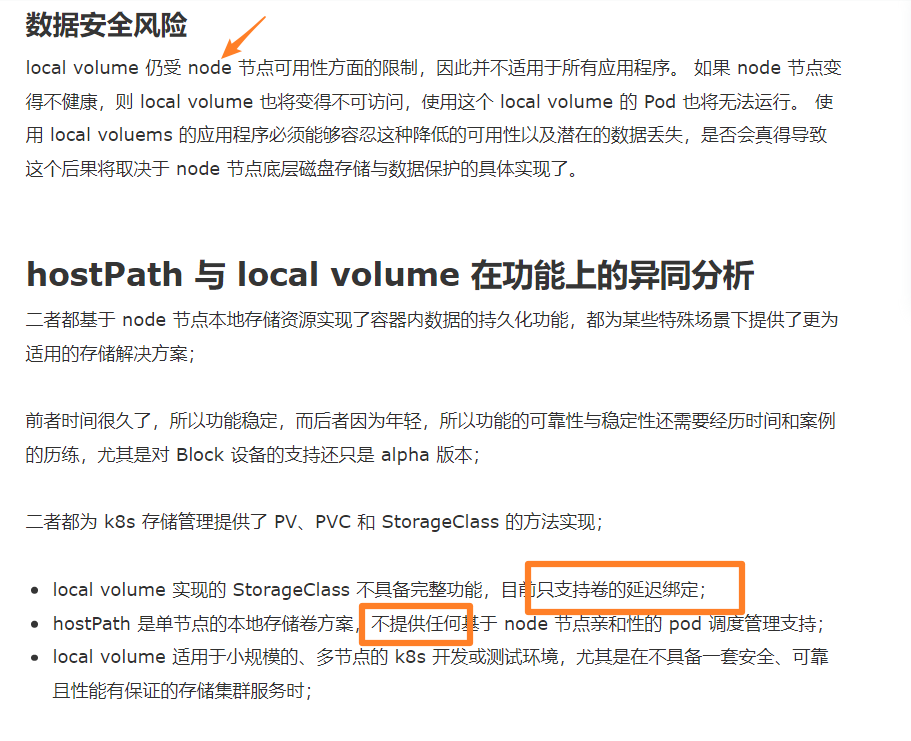 数据安全风险
local volume 仍受 node 节点可用性方面的限制，因此并不适用于所有应用程序。 如果 node 节点变
得不健康，则 local volume 也将变得不可访问，使用这个 local volume 的 Pod 也将无法运行。 使
用 local voluems 的应用程序必须能够容忍这种降低的可用性以及潜在的数据丢失，是否会真得导致
这个后果将取决于 node 节点底层磁盘存储与数据保护的具体实现了。
hostPath 与 local volume 在功能上的异同分析
二者都基于 node 节点本地存储资源实现了容器内数据的持久化功能，都为某些特殊场景下提供了更为
适用的存储解决方案；
前者时间很久了，所以功能稳定，而后者因为年轻，所以功能的可靠性与稳定性还需要经历时间和案例
的历练，尤其是对 Block 设备的支持还只是 alpha 版本；
二者都为 k8s 存储管理提供了 PV、PVC 和 StorageClass 的方法实现；
• local volume 实现的 StorageClass 不具备完整功能，目前只支持卷的延迟绑定；
• hostPath 是单节点的本地存储卷方案，不提供任何基于 node 节点亲和性的 pod 调度管理支持；
• local volume 适用于小规模的、多节点的 k8s 开发或测试环境，尤其是在不具备一套安全、可靠
且性能有保证的存储集群服务时；